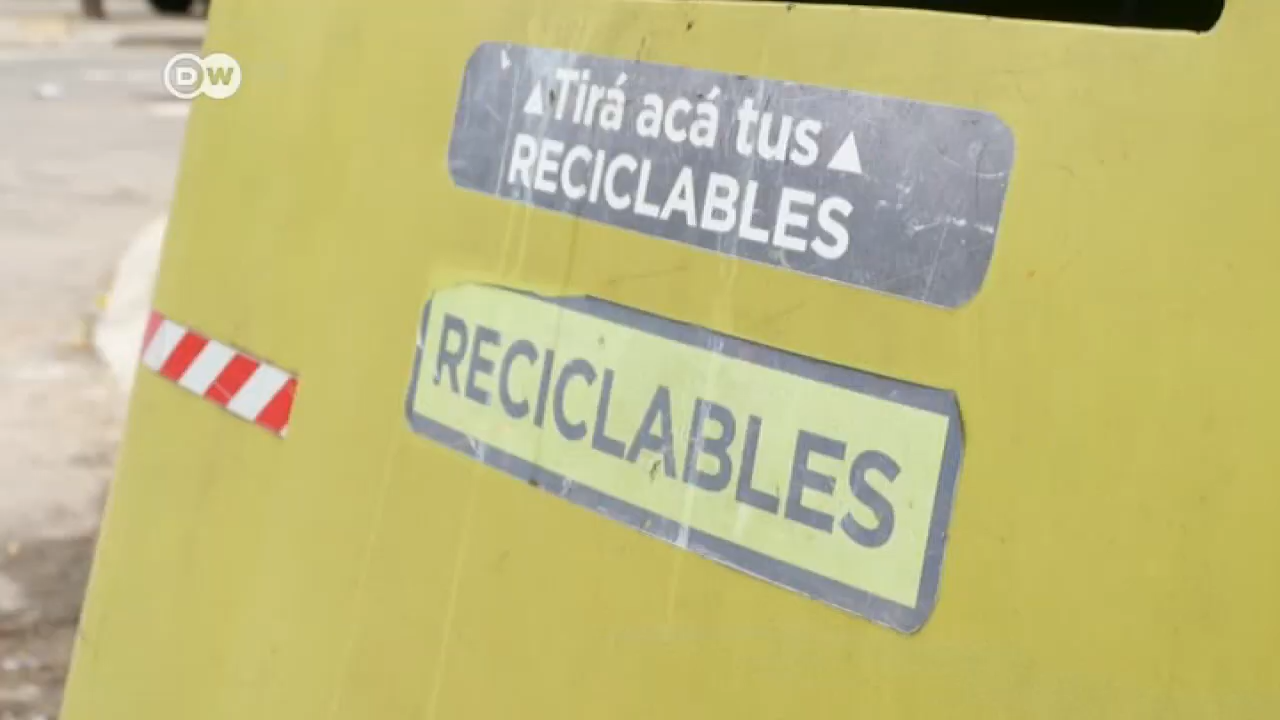 DW
▲Tirá acá tus▲
RECICLABLES
RECICLABLES